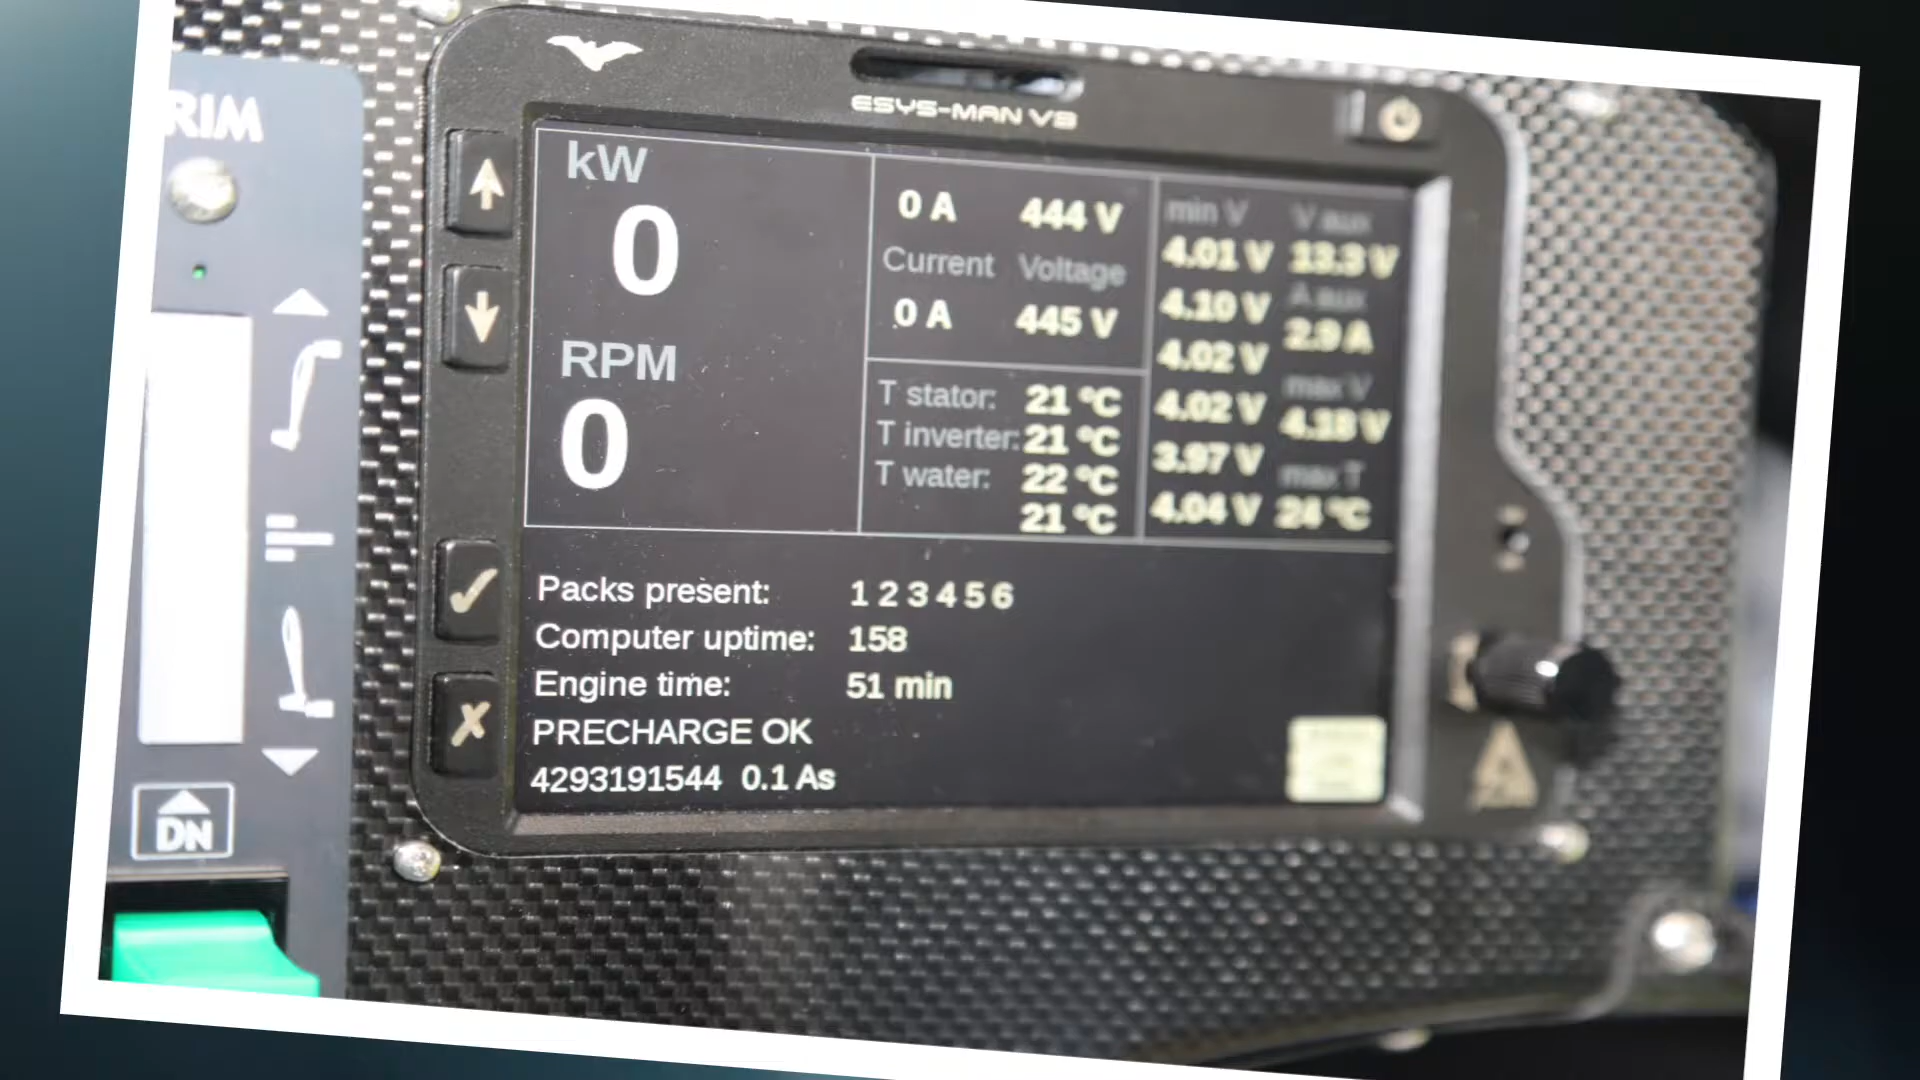 RIM
ESYS-MAN V3
kW
0
RPM
0
0 A 444 V
Current Voltage
0 A 445 V
T stator: 21 °C
T inverter: 21 °C
T water: 22 °C
21 °C
min V V aux
4.01 V 13.3 V
4.10 V A aux
4.02 V 2.9 A
4.02 V max V
3.97 V 4.18 V
4.04 V max T
24 °C
Packs present: 1 2 3 4 5 6
Computer uptime: 158
Engine time: 51 min
PRECHARGE OK
4293191544 0.1 As
DN